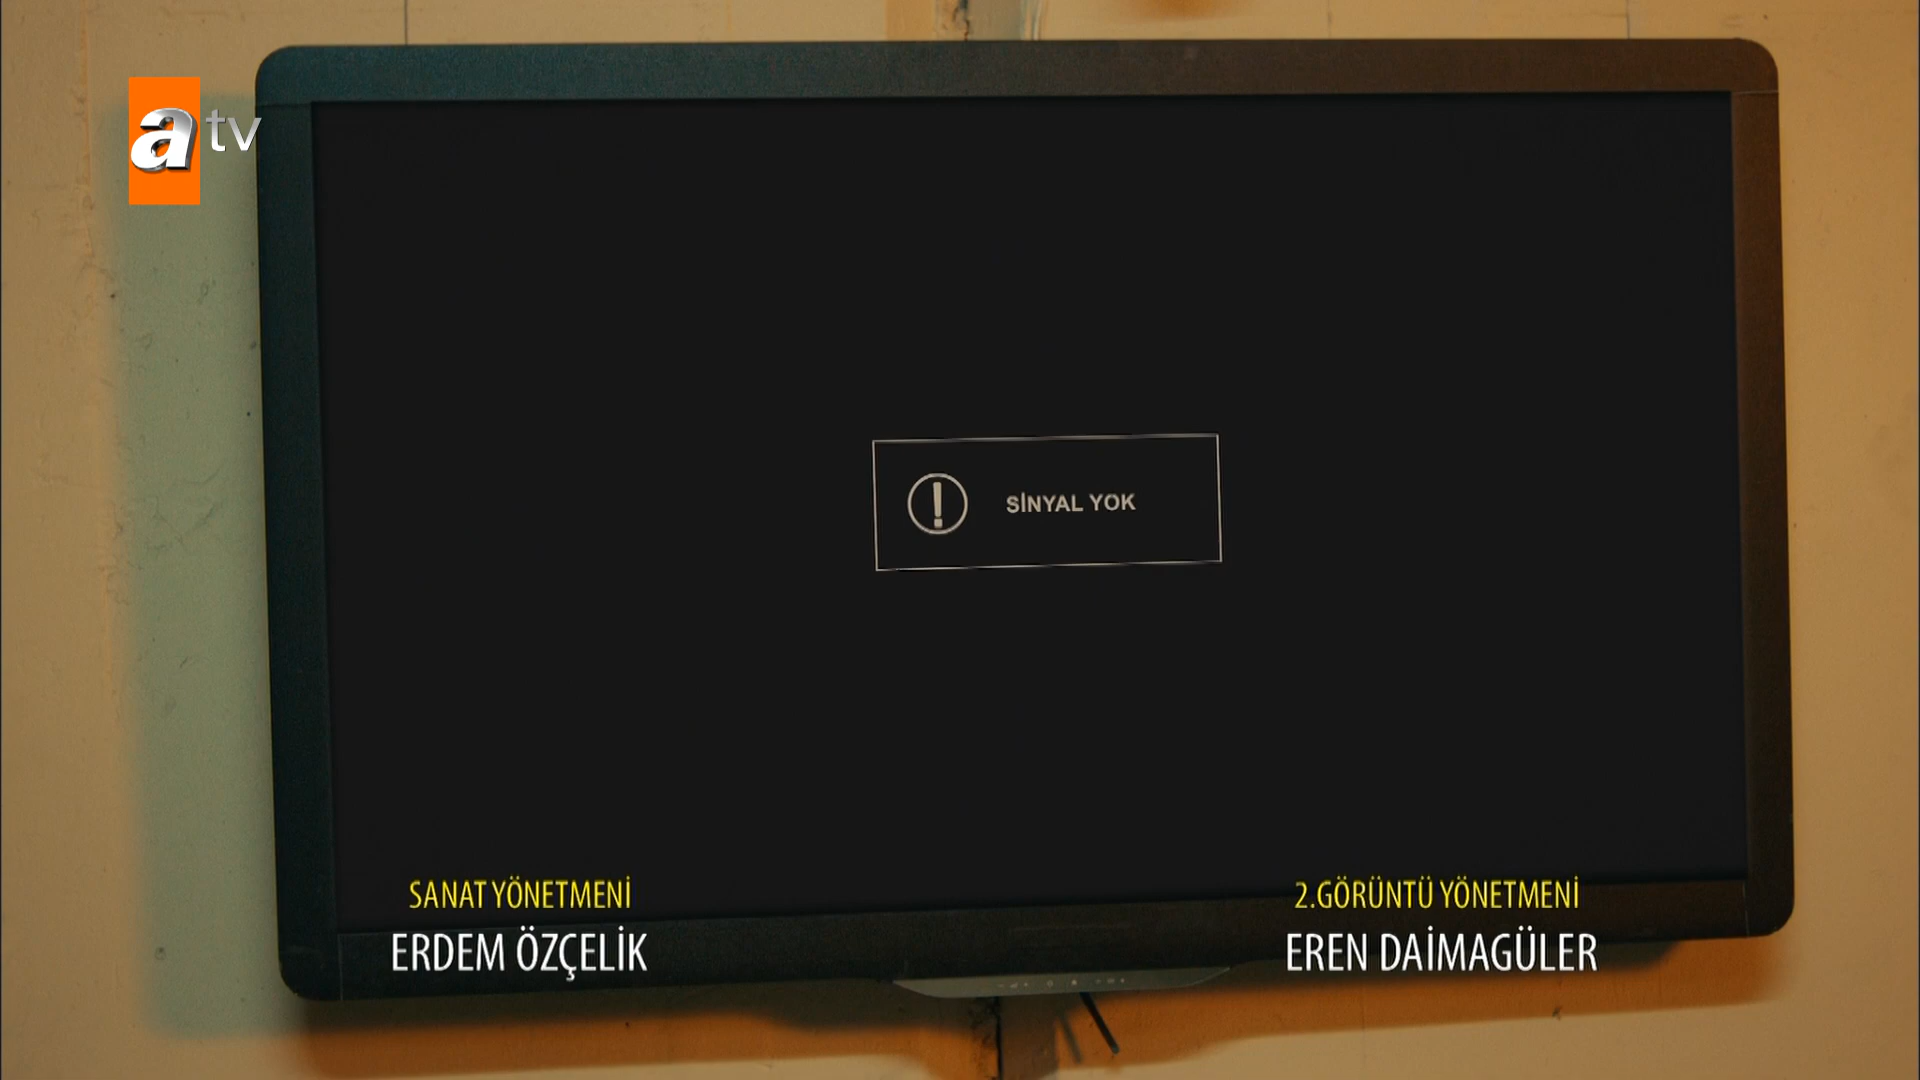 atv
SİNYAL YOK
SANAT YÖNETMENİ
ERDEM ÖZÇELİK
2.GÖRÜNTÜ YÖNETMENİ
EREN DAİMAGÜLER